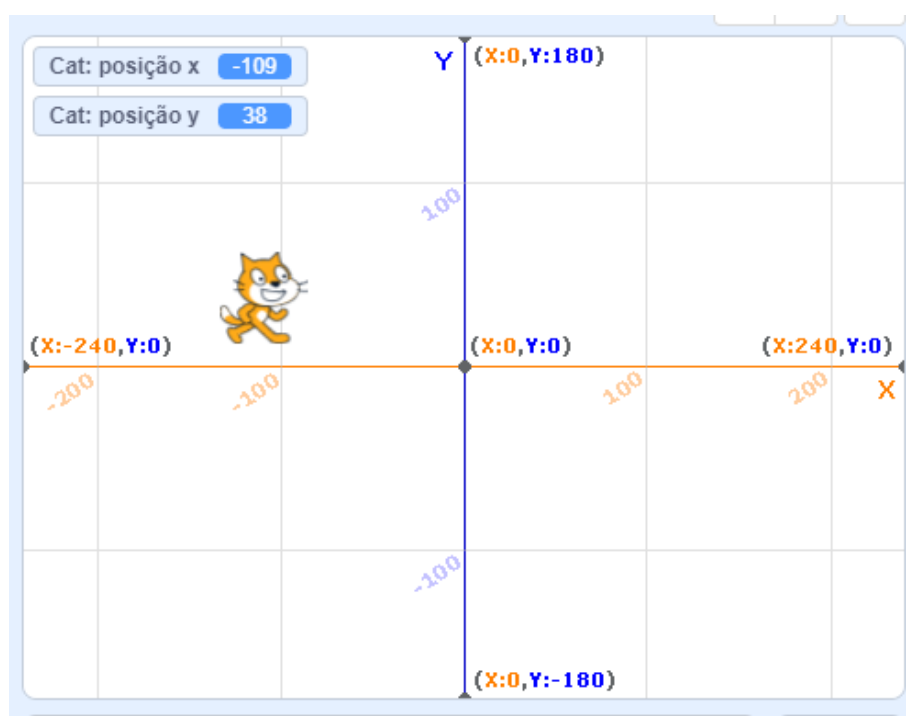 Cat: posição x -109
Y (X:0,Y:180)
Cat: posição y 38
100
(X:-240,Y:0) (X:0,Y:0) (X:240,Y:0)
-200 -100 100 200 X
-100
(X:0,Y:-180)